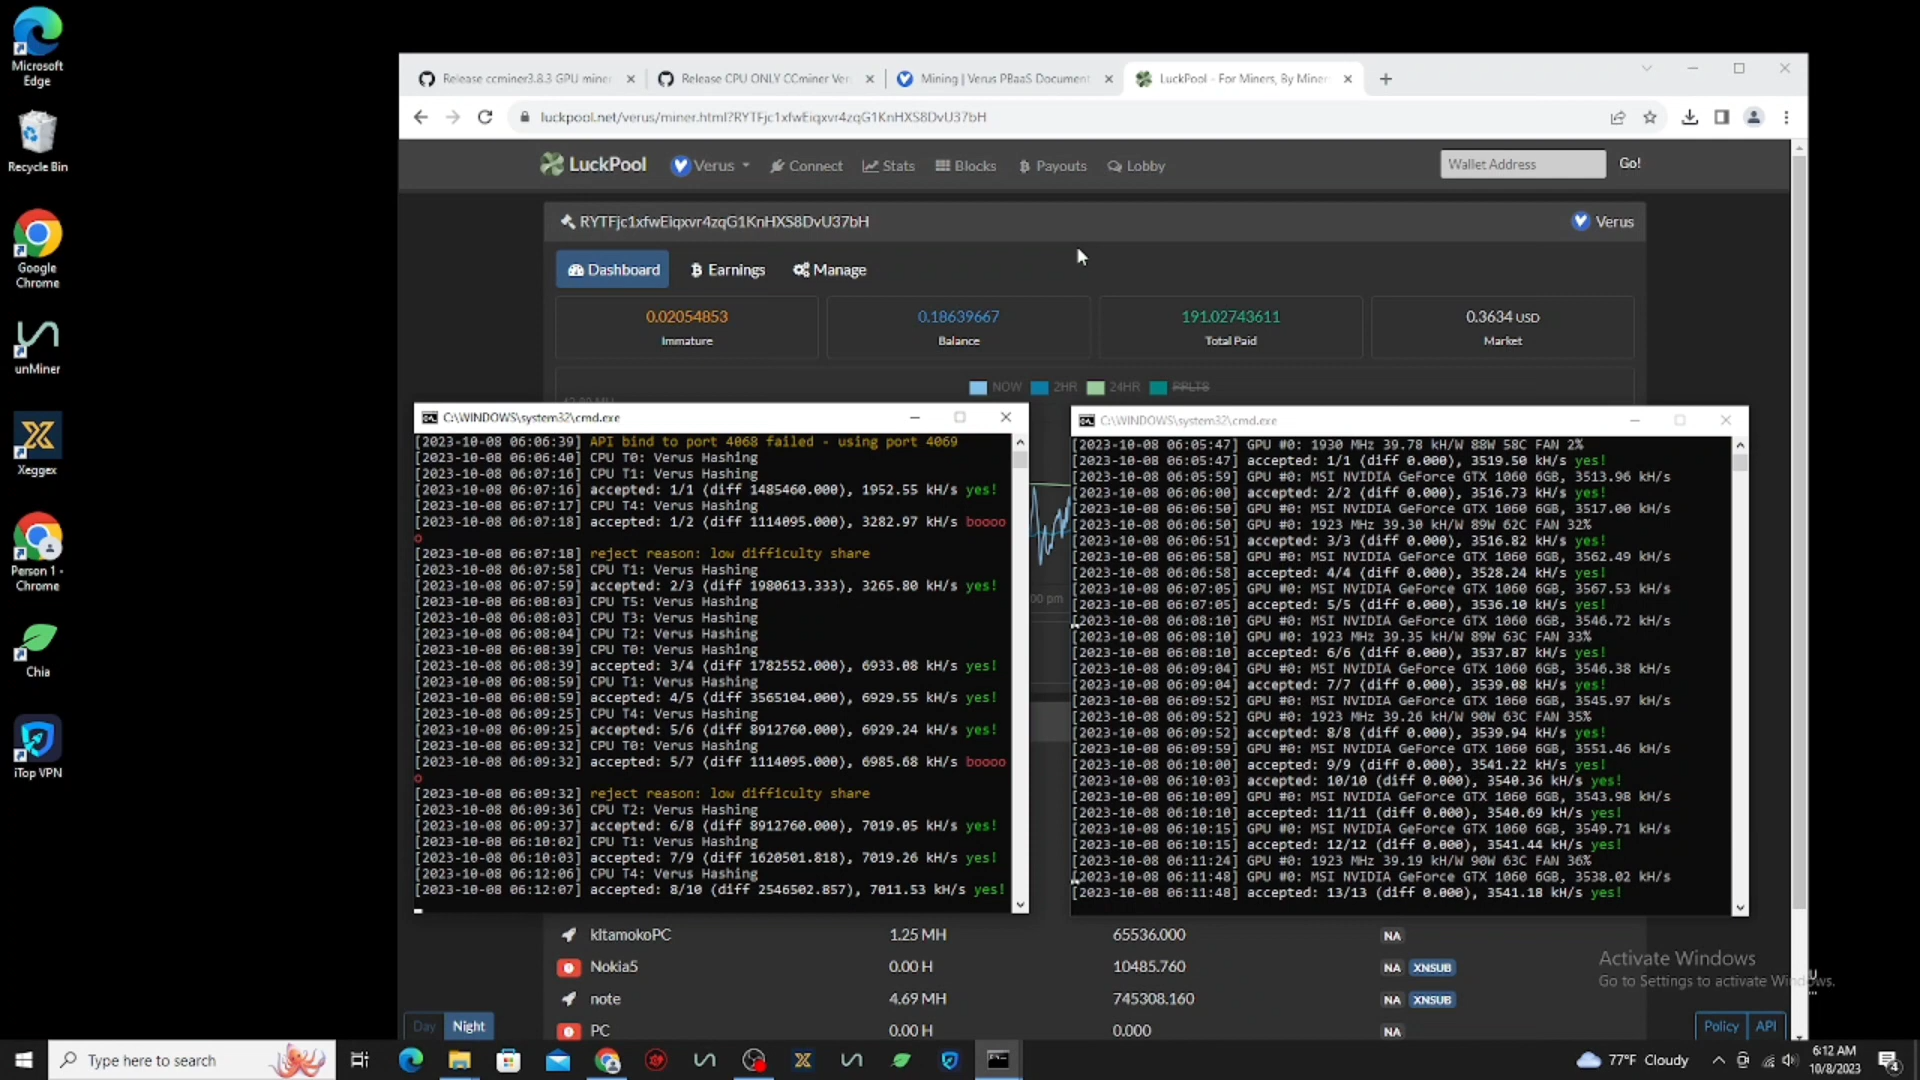 Microsoft
Edge
Recycle Bin
Google
Chrome
unMiner
Xeggex
Person 1 -
Chrome
Chia
iTop VPN
Release ccminer3.8.3 GPU miner
Release CPU ONLY CCminer Ver
Mining | Verus PBaaS Document
LuckPool - For Miners, By Miner
luckpool.net/verus/miner.html?RYTFjc1xfwEiqxvr4zqG1KnHXS8DvU37bH
LuckPool Verus Connect Stats Blocks Payouts Lobby Wallet Address Go!
RYTFjc1xfwEiqxvr4zqG1KnHXS8DvU37bH Verus
Dashboard Earnings Manage
0.02054853 0.18639667 191.02743611 0.3634 USD
Immature Balance Total Paid Market
NOW 2HR 24HR PPLTS
C:\WINDOWS\system32\cmd.exe
[2023-10-08 06:06:39] API bind to port 4068 failed - using port 4069
[2023-10-08 06:06:40] CPU T0: Verus Hashing
[2023-10-08 06:07:16] CPU T1: Verus Hashing
[2023-10-08 06:07:16] accepted: 1/1 (diff 1485460.000), 1952.55 kH/s yes!
[2023-10-08 06:07:17] CPU T4: Verus Hashing
[2023-10-08 06:07:18] accepted: 1/2 (diff 1114095.000), 3282.97 kH/s boooo
o
[2023-10-08 06:07:18] reject reason: low difficulty share
[2023-10-08 06:07:58] CPU T1: Verus Hashing
[2023-10-08 06:07:59] accepted: 2/3 (diff 1980613.333), 3265.80 kH/s yes!
[2023-10-08 06:08:03] CPU T5: Verus Hashing
[2023-10-08 06:08:03] CPU T3: Verus Hashing
[2023-10-08 06:08:04] CPU T2: Verus Hashing
[2023-10-08 06:08:39] CPU T0: Verus Hashing
[2023-10-08 06:08:39] accepted: 3/4 (diff 1782552.000), 6933.08 kH/s yes!
[2023-10-08 06:08:59] CPU T1: Verus Hashing
[2023-10-08 06:08:59] accepted: 4/5 (diff 3565104.000), 6929.55 kH/s yes!
[2023-10-08 06:09:25] CPU T4: Verus Hashing
[2023-10-08 06:09:25] accepted: 5/6 (diff 8912760.000), 6929.24 kH/s yes!
[2023-10-08 06:09:32] CPU T0: Verus Hashing
[2023-10-08 06:09:32] accepted: 5/7 (diff 1114095.000), 6985.68 kH/s boooo
o
[2023-10-08 06:09:32] reject reason: low difficulty share
[2023-10-08 06:09:36] CPU T2: Verus Hashing
[2023-10-08 06:09:37] accepted: 6/8 (diff 8912760.000), 7019.05 kH/s yes!
[2023-10-08 06:10:02] CPU T1: Verus Hashing
[2023-10-08 06:10:03] accepted: 7/9 (diff 1620501.818), 7019.26 kH/s yes!
[2023-10-08 06:12:06] CPU T4: Verus Hashing
[2023-10-08 06:12:07] accepted: 8/10 (diff 2546502.857), 7011.53 kH/s yes!
00 pm
C:\WINDOWS\system32\cmd.exe
[2023-10-08 06:05:47] GPU #0: 1930 MHz 39.78 kH/W 88W 58C FAN 2%
[2023-10-08 06:05:47] accepted: 1/1 (diff 0.000), 3519.50 kH/s yes!
[2023-10-08 06:05:59] GPU #0: MSI NVIDIA GeForce GTX 1060 6GB, 3513.96 kH/s
[2023-10-08 06:06:00] accepted: 2/2 (diff 0.000), 3516.73 kH/s yes!
[2023-10-08 06:06:50] GPU #0: MSI NVIDIA GeForce GTX 1060 6GB, 3517.00 kH/s
[2023-10-08 06:06:50] GPU #0: 1923 MHz 39.30 kH/W 89W 62C FAN 32%
[2023-10-08 06:06:51] accepted: 3/3 (diff 0.000), 3516.82 kH/s yes!
[2023-10-08 06:06:58] GPU #0: MSI NVIDIA GeForce GTX 1060 6GB, 3562.49 kH/s
[2023-10-08 06:06:58] accepted: 4/4 (diff 0.000), 3528.24 kH/s yes!
[2023-10-08 06:07:05] GPU #0: MSI NVIDIA GeForce GTX 1060 6GB, 3567.53 kH/s
[2023-10-08 06:07:05] accepted: 5/5 (diff 0.000), 3536.10 kH/s yes!
[2023-10-08 06:08:10] GPU #0: MSI NVIDIA GeForce GTX 1060 6GB, 3546.72 kH/s
[2023-10-08 06:08:10] GPU #0: 1923 MHz 39.35 kH/W 89W 63C FAN 33%
[2023-10-08 06:08:10] accepted: 6/6 (diff 0.000), 3537.87 kH/s yes!
[2023-10-08 06:09:04] GPU #0: MSI NVIDIA GeForce GTX 1060 6GB, 3546.38 kH/s
[2023-10-08 06:09:04] accepted: 7/7 (diff 0.000), 3539.08 kH/s yes!
[2023-10-08 06:09:52] GPU #0: MSI NVIDIA GeForce GTX 1060 6GB, 3545.97 kH/s
[2023-10-08 06:09:52] GPU #0: 1923 MHz 39.26 kH/W 90W 63C FAN 35%
[2023-10-08 06:09:52] accepted: 8/8 (diff 0.000), 3539.94 kH/s yes!
[2023-10-08 06:09:59] GPU #0: MSI NVIDIA GeForce GTX 1060 6GB, 3551.46 kH/s
[2023-10-08 06:10:00] accepted: 9/9 (diff 0.000), 3541.22 kH/s yes!
[2023-10-08 06:10:03] accepted: 10/10 (diff 0.000), 3540.36 kH/s yes!
[2023-10-08 06:10:09] GPU #0: MSI NVIDIA GeForce GTX 1060 6GB, 3543.98 kH/s
[2023-10-08 06:10:10] accepted: 11/11 (diff 0.000), 3540.69 kH/s yes!
[2023-10-08 06:10:15] GPU #0: MSI NVIDIA GeForce GTX 1060 6GB, 3549.71 kH/s
[2023-10-08 06:10:15] accepted: 12/12 (diff 0.000), 3541.44 kH/s yes!
[2023-10-08 06:11:24] GPU #0: 1923 MHz 39.19 kH/W 90W 63C FAN 36%
[2023-10-08 06:11:48] GPU #0: MSI NVIDIA GeForce GTX 1060 6GB, 3538.02 kH/s
[2023-10-08 06:11:48] accepted: 13/13 (diff 0.000), 3541.18 kH/s yes!
kltamokoPC 1.25 MH 65536.000 NA
Nokia5 0.00 H 10485.760 NA XNSUB
note 4.69 MH 745308.160 NA XNSUB
PC 0.00 H 0.000 NA
Activate Windows
Go to Settings to activate Windows.
Day Night
Policy API
Type here to search
77°F Cloudy
6:12 AM
10/8/2023
4